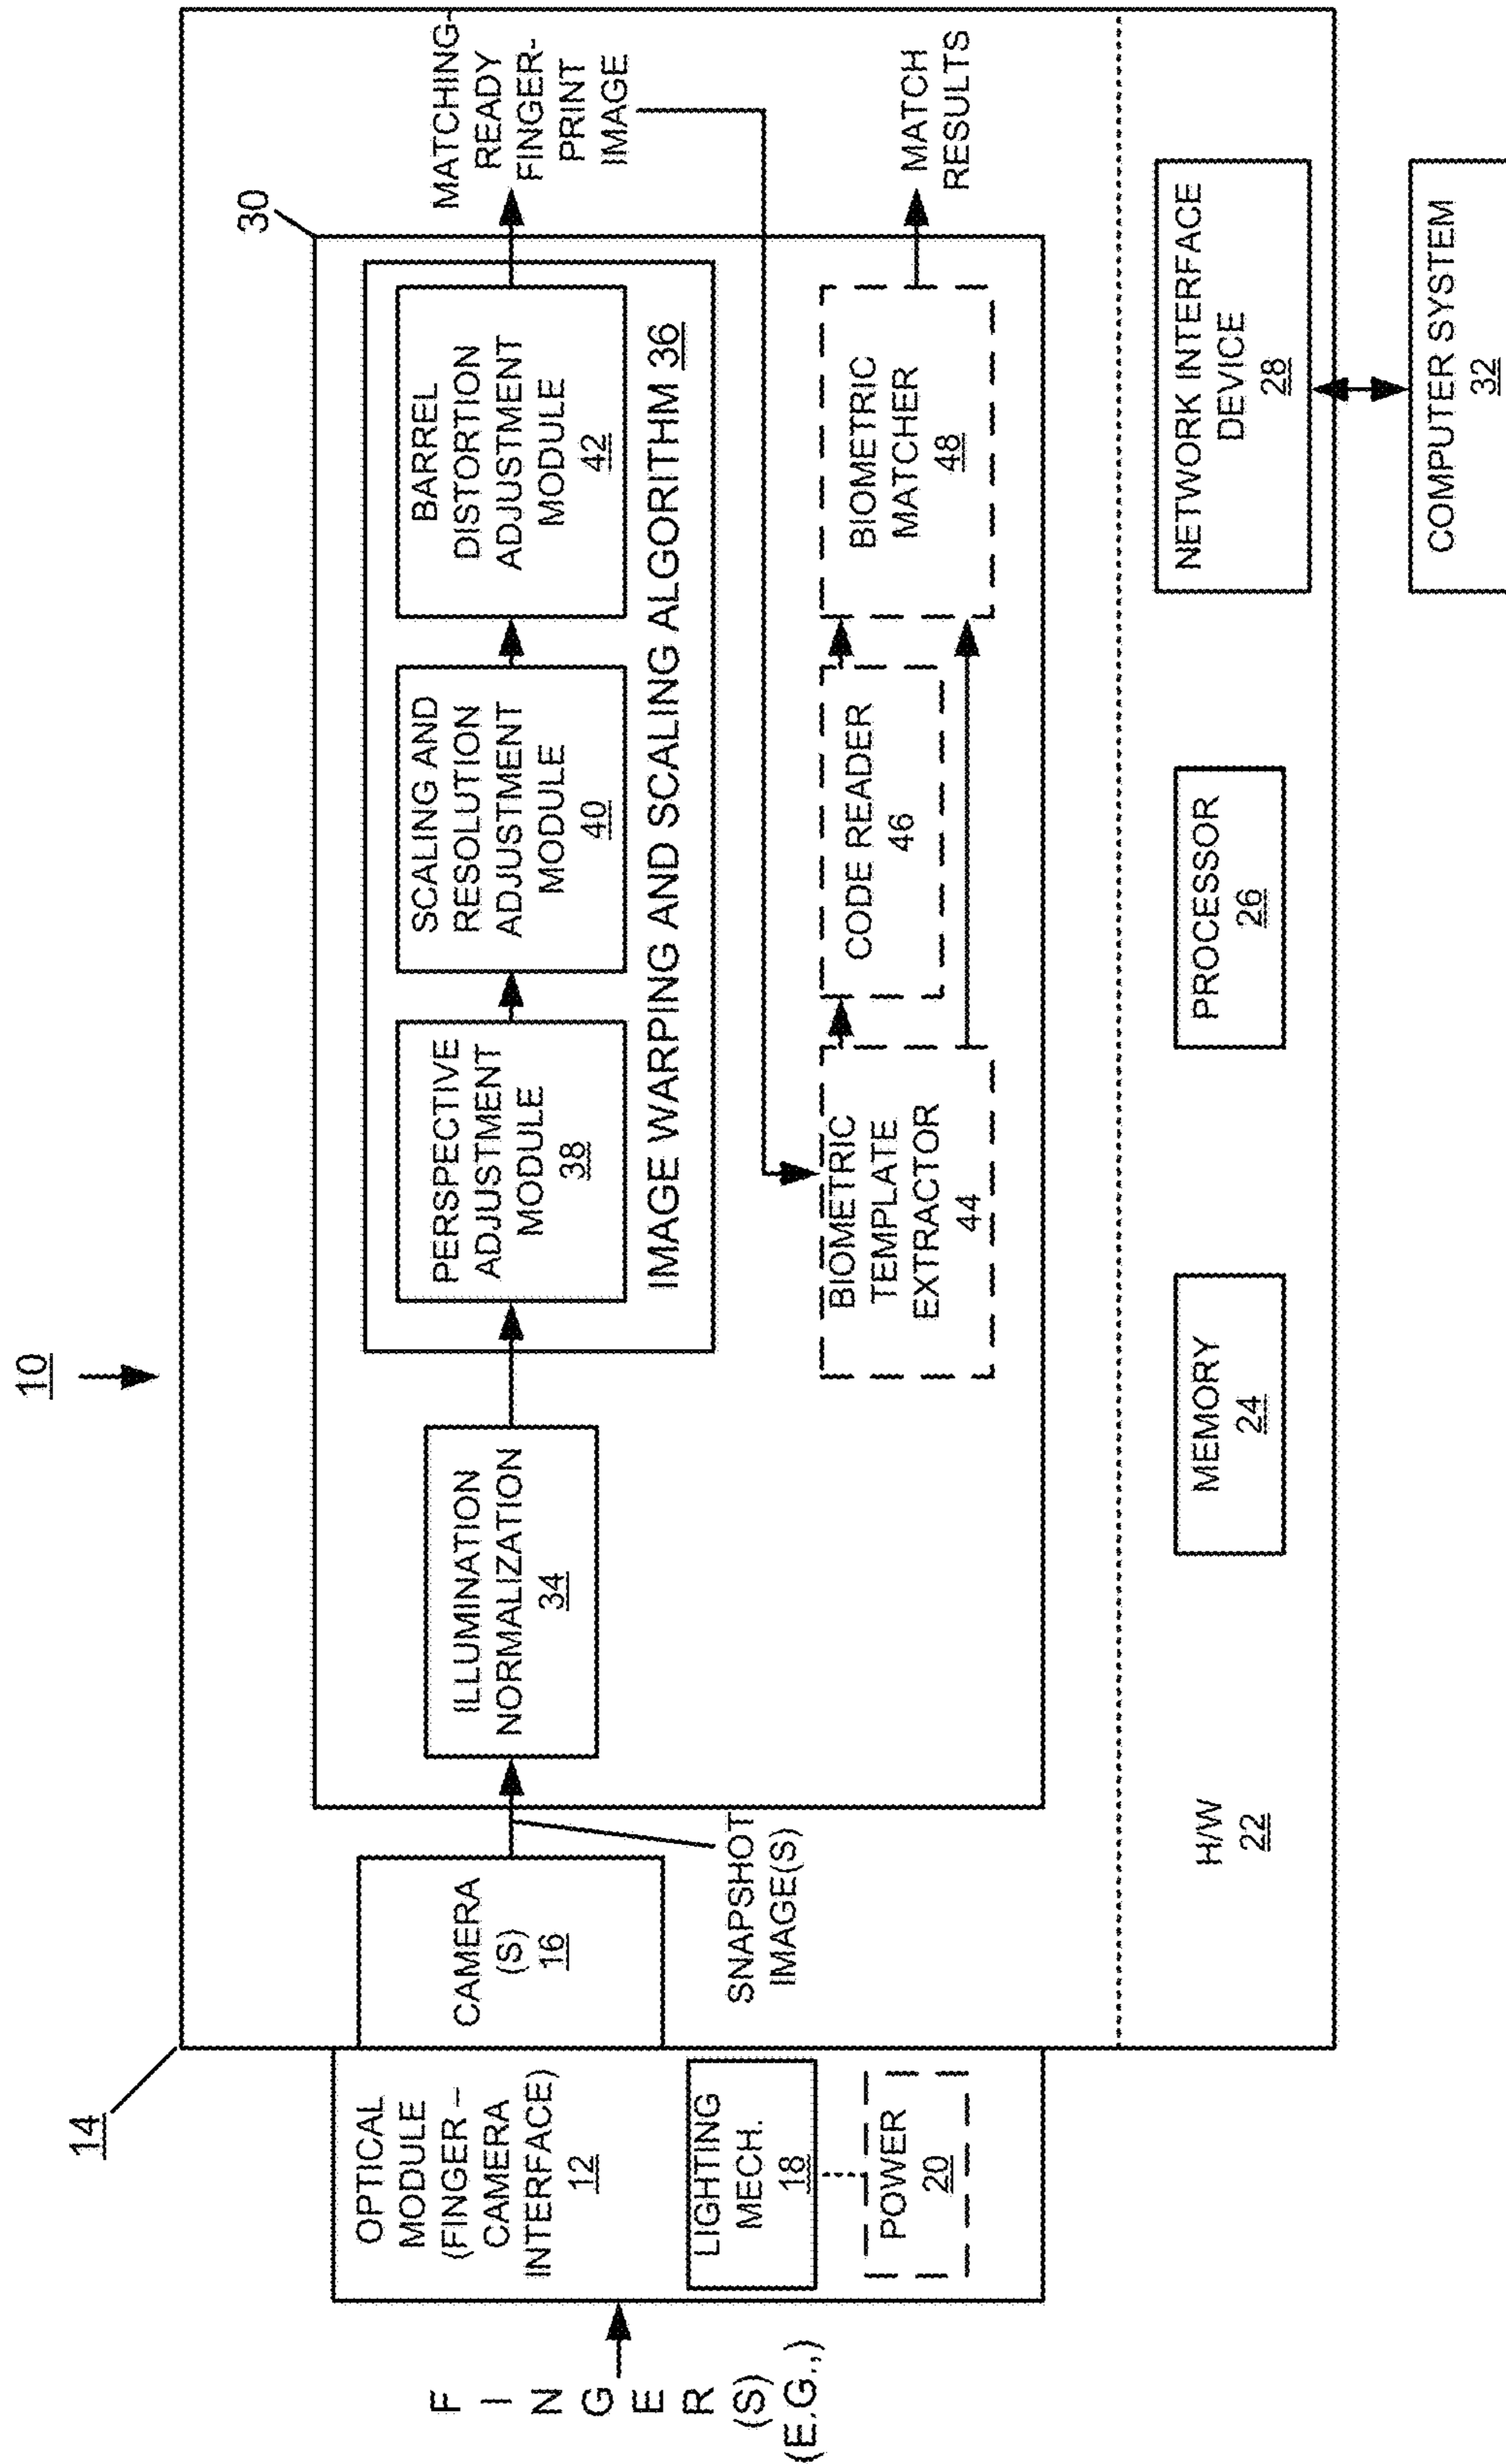 10
14
30
F
I
N
G
E
R
(S)
(E.G.,)
OPTICAL
MODULE
(FINGER –
CAMERA
INTERFACE)
12
LIGHTING
MECH.
18
POWER
20
CAMERA
(S)
16
SNAPSHOT
IMAGE(S)
ILLUMINATION
NORMALIZATION
34
PERSPECTIVE
ADJUSTMENT
MODULE
38
SCALING AND
RESOLUTION
ADJUSTMENT
MODULE
40
BARREL
DISTORTION
ADJUSTMENT
MODULE
42
IMAGE WARPING AND SCALING ALGORITHM 36
MATCHING-
READY
FINGER-
PRINT
IMAGE
BIOMETRIC
TEMPLATE
EXTRACTOR
44
CODE READER
46
BIOMETRIC
MATCHER
48
MATCH
RESULTS
H/W
22
MEMORY
24
PROCESSOR
26
NETWORK INTERFACE
DEVICE
28
COMPUTER SYSTEM
32